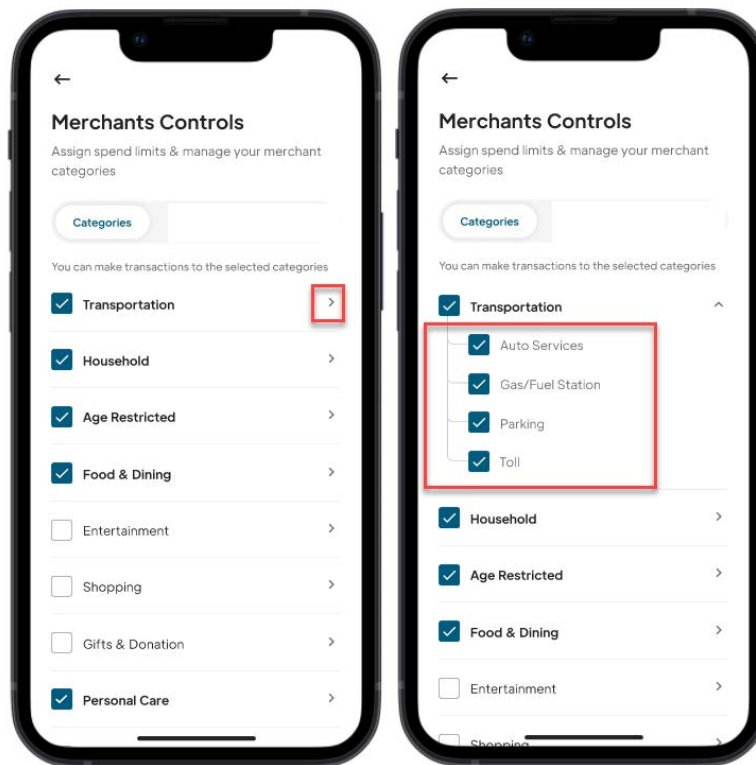 Merchants Controls
Assign spend limits & manage your merchant
categories
Categories
You can make transactions to the selected categories
Transportation
Household
Age Restricted
Food & Dining
Entertainment
Shopping
Gifts & Donation
Personal Care
Merchants Controls
Assign spend limits & manage your merchant
categories
Categories
You can make transactions to the selected categories
Transportation
Auto Services
Gas/Fuel Station
Parking
Toll
Household
Age Restricted
Food & Dining
Entertainment
Shopping